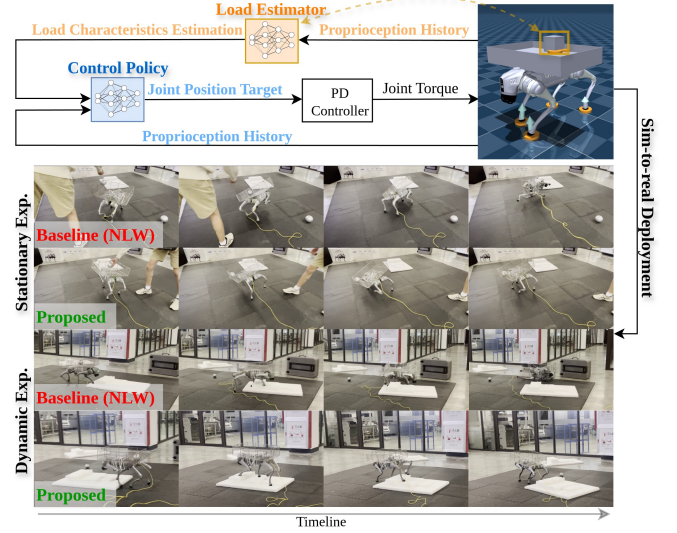 Load Estimator
Load Characteristics Estimation
Proprioception History
Control Policy
Joint Position Target
PD
Controller
Joint Torque
Proprioception History
Sim-to-real Deployment
Stationary Exp.
Baseline (NLW)
Proposed
Dynamic Exp.
Baseline (NLW)
Proposed
Timeline